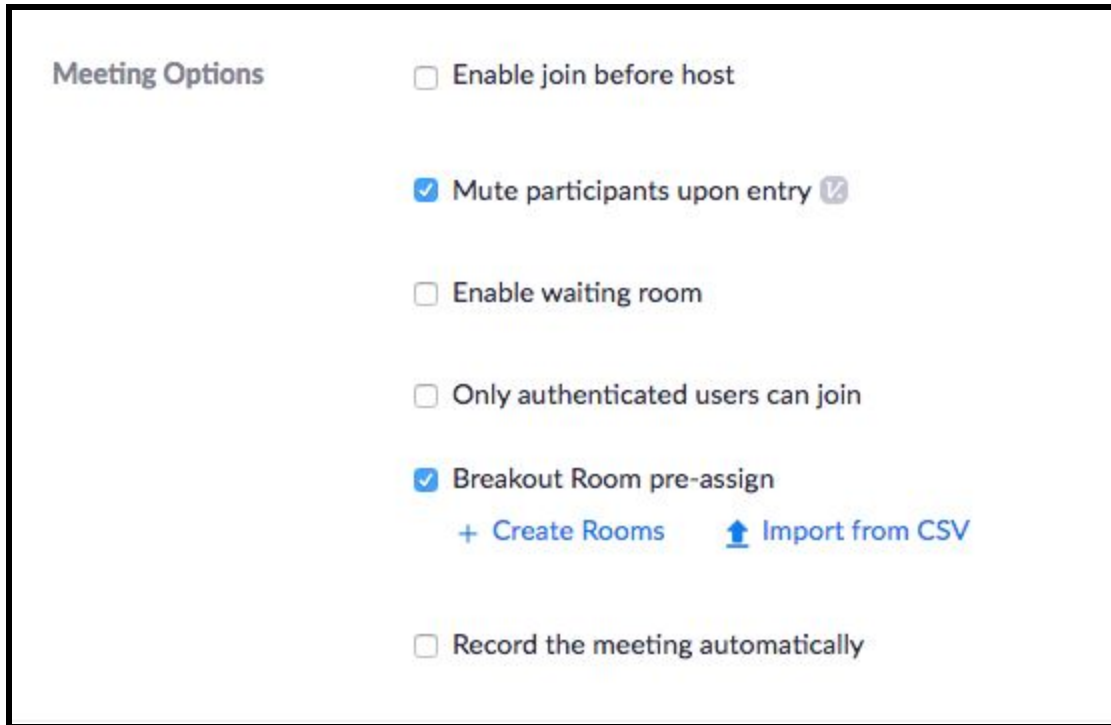 Meeting Options
Enable join before host
Mute participants upon entry
Enable waiting room
Only authenticated users can join
Breakout Room pre-assign
+ Create Rooms
Import from CSV
Record the meeting automatically